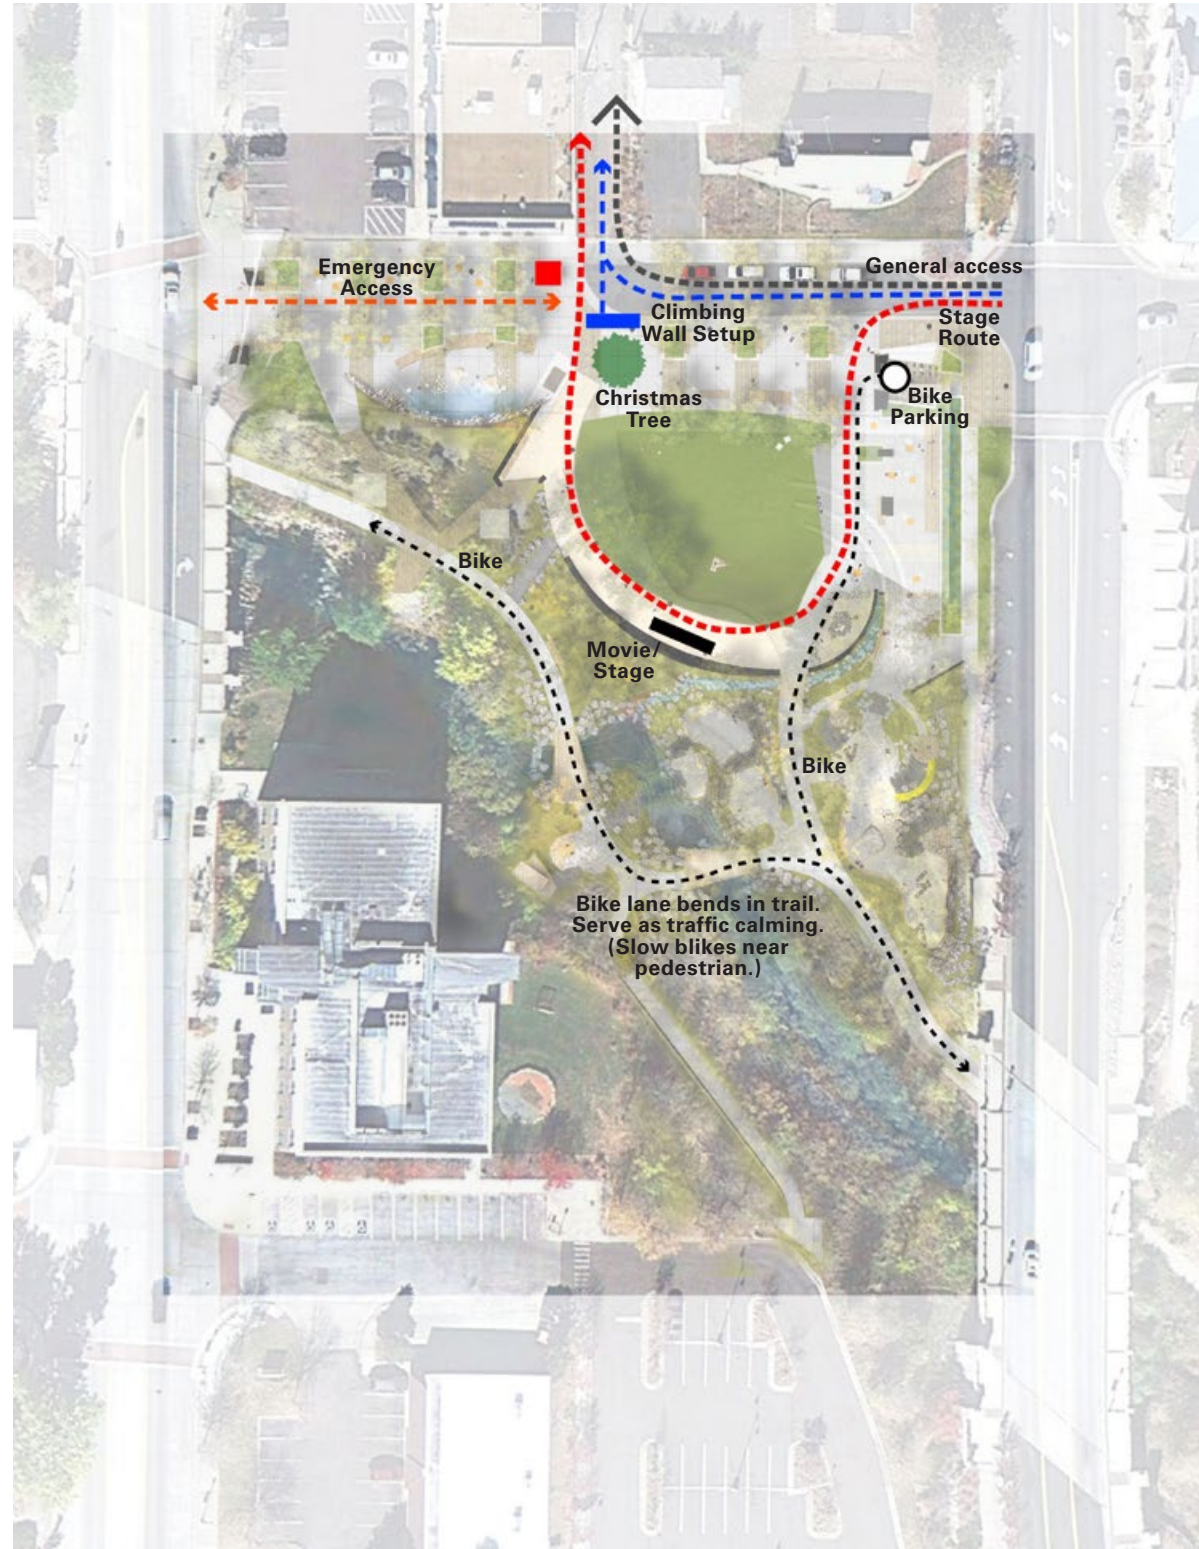 Emergency
Access
General access
Climbing
Wall Setup
Stage
Route
Christmas
Tree
Bike
Parking
Bike
Movie/
Stage
Bike
Bike lane bends in trail.
Serve as traffic calming.
(Slow blikes near
pedestrian.)